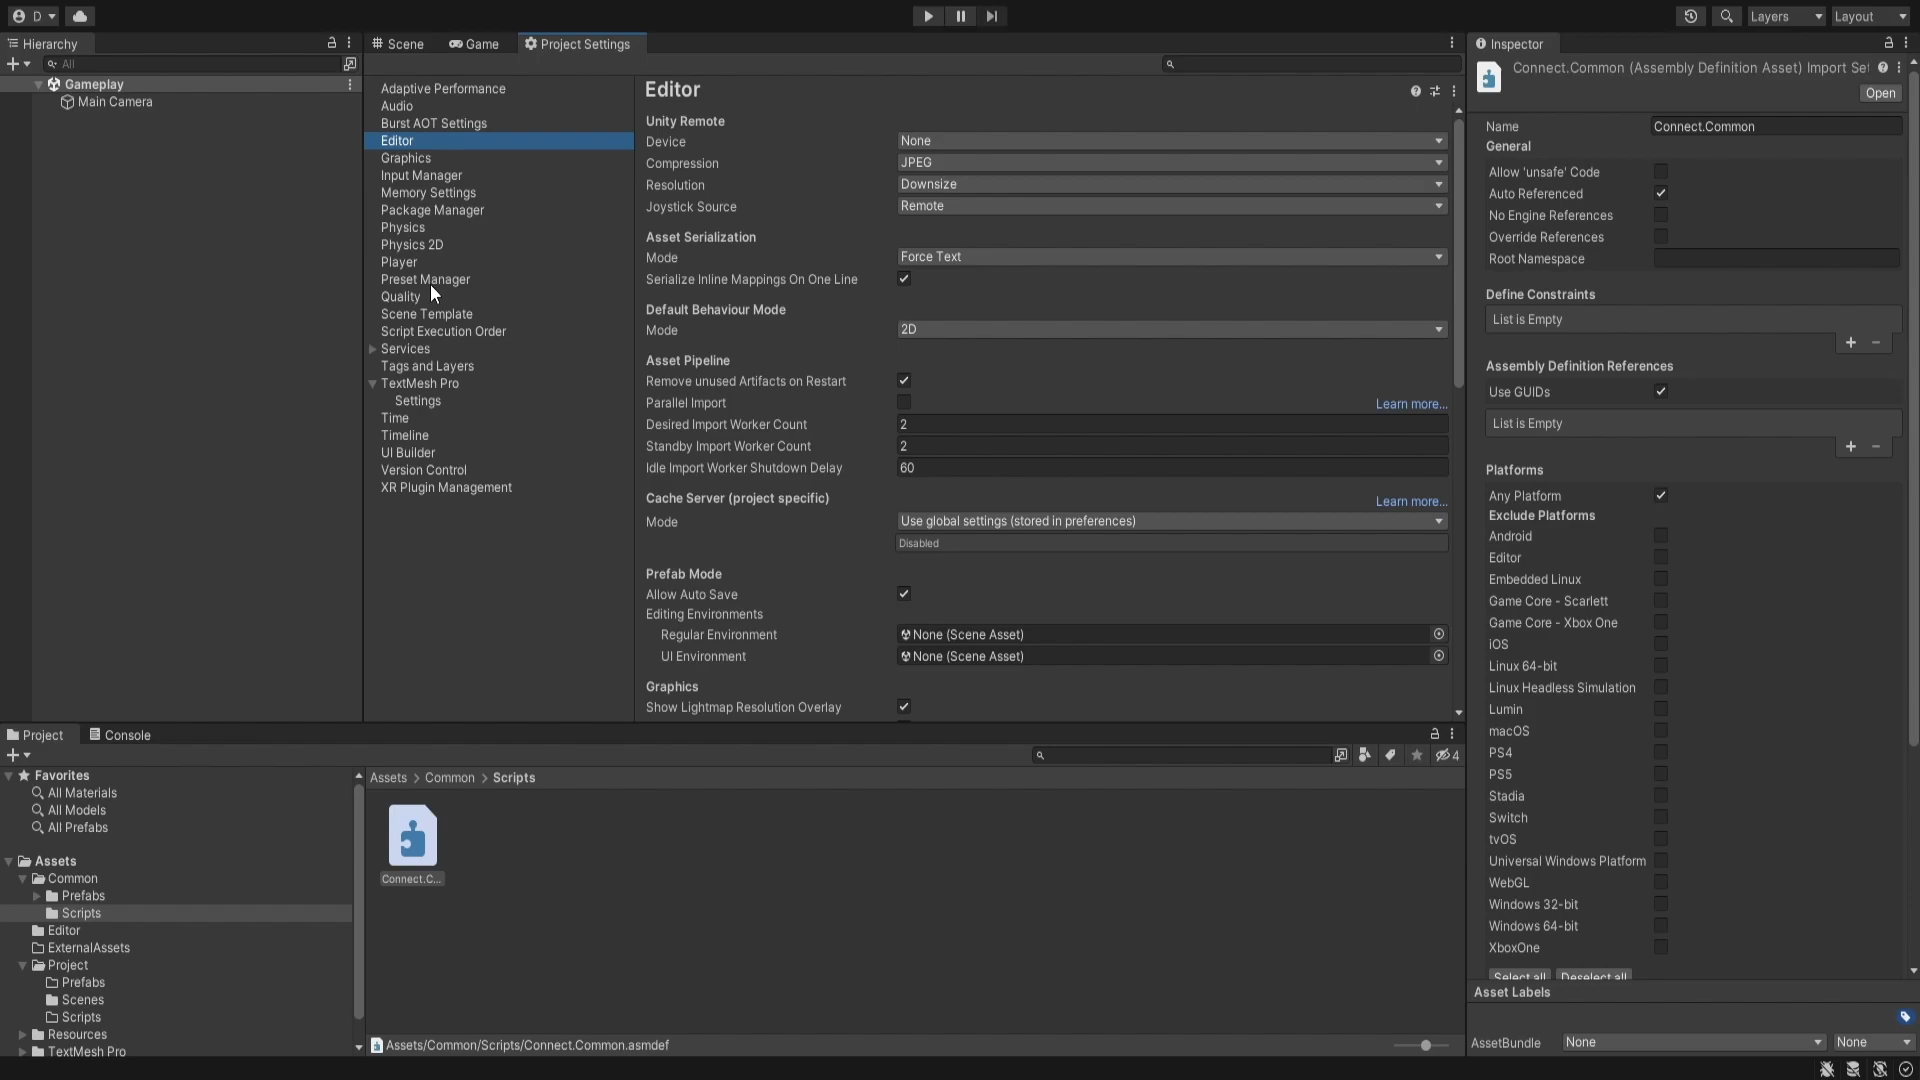 D
Layers
Layout
Hierarchy
All
Gameplay
Main Camera
Scene
Game
Project Settings
Adaptive Performance
Audio
Burst AOT Settings
Editor
Graphics
Input Manager
Memory Settings
Package Manager
Physics
Physics 2D
Player
Preset Manager
Quality
Scene Template
Script Execution Order
Services
Tags and Layers
TextMesh Pro
Settings
Time
Timeline
UI Builder
Version Control
XR Plugin Management
Editor
Unity Remote
Device None
Compression JPEG
Resolution Downsize
Joystick Source Remote
Asset Serialization
Mode Force Text
Serialize Inline Mappings On One Line
Default Behaviour Mode
Mode 2D
Asset Pipeline
Remove unused Artifacts on Restart
Parallel Import Learn more...
Desired Import Worker Count 2
Standby Import Worker Count 2
Idle Import Worker Shutdown Delay 60
Cache Server (project specific) Learn more...
Mode Use global settings (stored in preferences)
Disabled
Prefab Mode
Allow Auto Save
Editing Environments
Regular Environment None (Scene Asset)
UI Environment None (Scene Asset)
Graphics
Show Lightmap Resolution Overlay
Inspector
Connect.Common (Assembly Definition Asset) Import Se
Open
Name Connect.Common
General
Allow 'unsafe' Code
Auto Referenced
No Engine References
Override References
Root Namespace
Define Constraints
List is Empty
Assembly Definition References
Use GUIDs
List is Empty
Platforms
Any Platform
Exclude Platforms
Android
Editor
Embedded Linux
Game Core - Scarlett
Game Core - Xbox One
iOS
Linux 64-bit
Linux Headless Simulation
Lumin
macOS
PS4
PS5
Stadia
Switch
tvOS
Universal Windows Platform
WebGL
Windows 32-bit
Windows 64-bit
XboxOne
Select all Deselect all
Asset Labels
AssetBundle None None
Project
Console
4
Favorites
All Materials
All Models
All Prefabs
Assets
Common
Prefabs
Scripts
Editor
ExternalAssets
Project
Prefabs
Scenes
Scripts
Resources
TextMesh Pro
Assets > Common > Scripts
Connect.C...
Assets/Common/Scripts/Connect.Common.asmdef